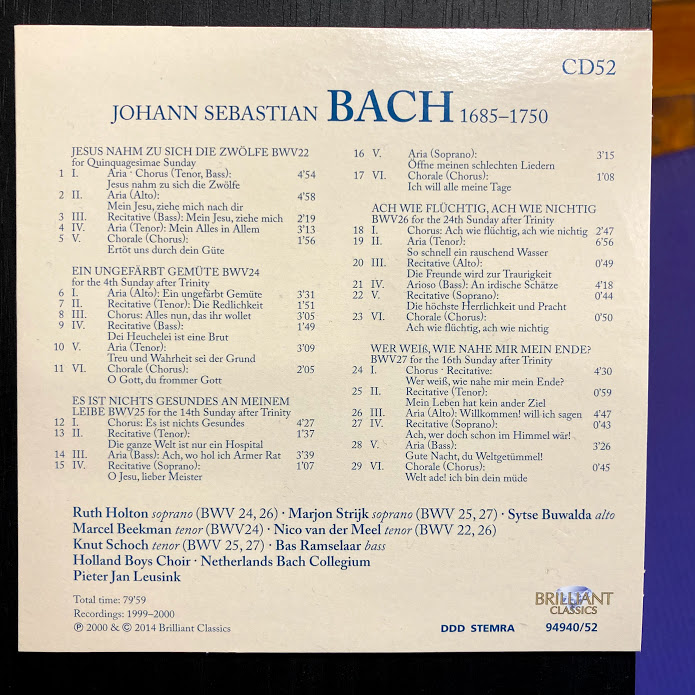 CD52
JOHANN SEBASTIAN BACH 1685–1750
JESUS NAHM ZU SICH DIE ZWÖLFE BWV22
for Quinquagesimae Sunday
1 I. Aria · Chorus (Tenor, Bass): 4'54
Jesus nahm zu sich die Zwölfe
2 II. Aria (Alto): 4'58
Mein Jesu, ziehe mich nach dir
3 III. Recitative (Bass): Mein Jesu, ziehe mich 2'19
4 IV. Aria (Tenor): Mein Alles in Allem 3'13
5 V. Chorale (Chorus): 1'56
Ertöt uns durch dein Güte
EIN UNGEFÄRBT GEMÜTE BWV24
for the 4th Sunday after Trinity
6 I. Aria (Alto): Ein ungefärbt Gemüte 3'31
7 II. Recitative (Tenor): Die Redlichkeit 1'51
8 III. Chorus: Alles nun, das ihr wollet 3'05
9 IV. Recitative (Bass): 1'49
Dei Heuchelei ist eine Brut
10 V. Aria (Tenor): 3'09
Treu und Wahrheit sei der Grund
11 VI. Chorale (Chorus): 2'05
O Gott, du frommer Gott
ES IST NICHTS GESUNDES AN MEINEM
LEIBE BWV25 for the 14th Sunday after Trinity
12 I. Chorus: Es ist nichts Gesundes 4'27
13 II. Recitative (Tenor): 1'37
Die ganze Welt ist nur ein Hospital
14 III. Aria (Bass): Ach, wo hol ich Armer Rat 3'39
15 IV. Recitative (Soprano): 1'07
O Jesu, lieber Meister
16 V. Aria (Soprano): 3'15
Öffne meinen schlechten Liedern
17 VI. Chorale (Chorus): 1'08
Ich will alle meine Tage
ACH WIE FLÜCHTIG, ACH WIE NICHTIG
BWV26 for the 24th Sunday after Trinity
18 I. Chorus: Ach wie flüchtig, ach wie nichtig 2'47
19 II. Aria (Tenor): 6'56
So schnell ein rauschend Wasser
20 III. Recitative (Alto): 0'49
Die Freunde wird zur Traurigkeit
21 IV. Arioso (Bass): An irdische Schätze 4'18
22 V. Recitative (Soprano): 0'44
Die höchste Herrlichkeit und Pracht
23 VI. Chorale (Chorus): 0'50
Ach wie flüchtig, ach wie nichtig
WER WEIß, WIE NAHE MIR MEIN ENDE?
BWV27 for the 16th Sunday after Trinity
24 I. Chorus · Recitative: 4'30
Wer weiß, wie nahe mir mein Ende?
25 II. Recitative (Tenor): 0'59
Mein Leben hat kein ander Ziel
26 III. Aria (Alto): Willkommen! will ich sagen 4'47
27 IV. Recitative (Soprano): 0'43
Ach, wer doch schon im Himmel wär!
28 V. Aria (Bass): 3'26
Gute Nacht, du Weltgetümmel!
29 VI. Chorale (Chorus): 0'45
Welt ade! ich bin dein müde
Ruth Holton soprano (BWV 24, 26) · Marjon Strijk soprano (BWV 25, 27) · Sytse Buwalda alto
Marcel Beekman tenor (BWV24) · Nico van der Meel tenor (BWV 22, 26)
Knut Schoch tenor (BWV 25, 27) · Bas Ramselaar bass
Holland Boys Choir · Netherlands Bach Collegium
Pieter Jan Leusink
Total time: 79'59
Recordings: 1999–2000
℗ 2000 & © 2014 Brilliant Classics
BRILLIANT
CLASSICS
DDD STEMRA 94940/52